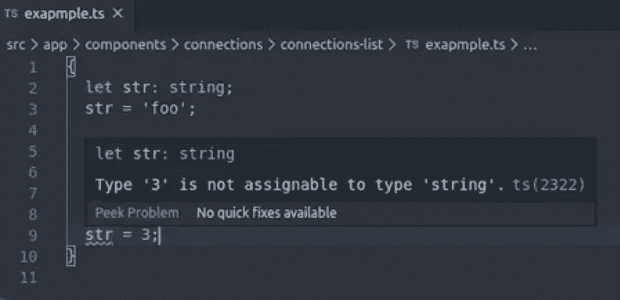 TS exapmple.ts ×
src > app > components > connections > connections-list > TS exapmple.ts > ...
1 {
2 let str: string;
3 str = 'foo';
4
5 let str: string
6 Type '3' is not assignable to type 'string'. ts(2322)
7
8 Peek Problem No quick fixes available
9 str = 3;
10 }
11